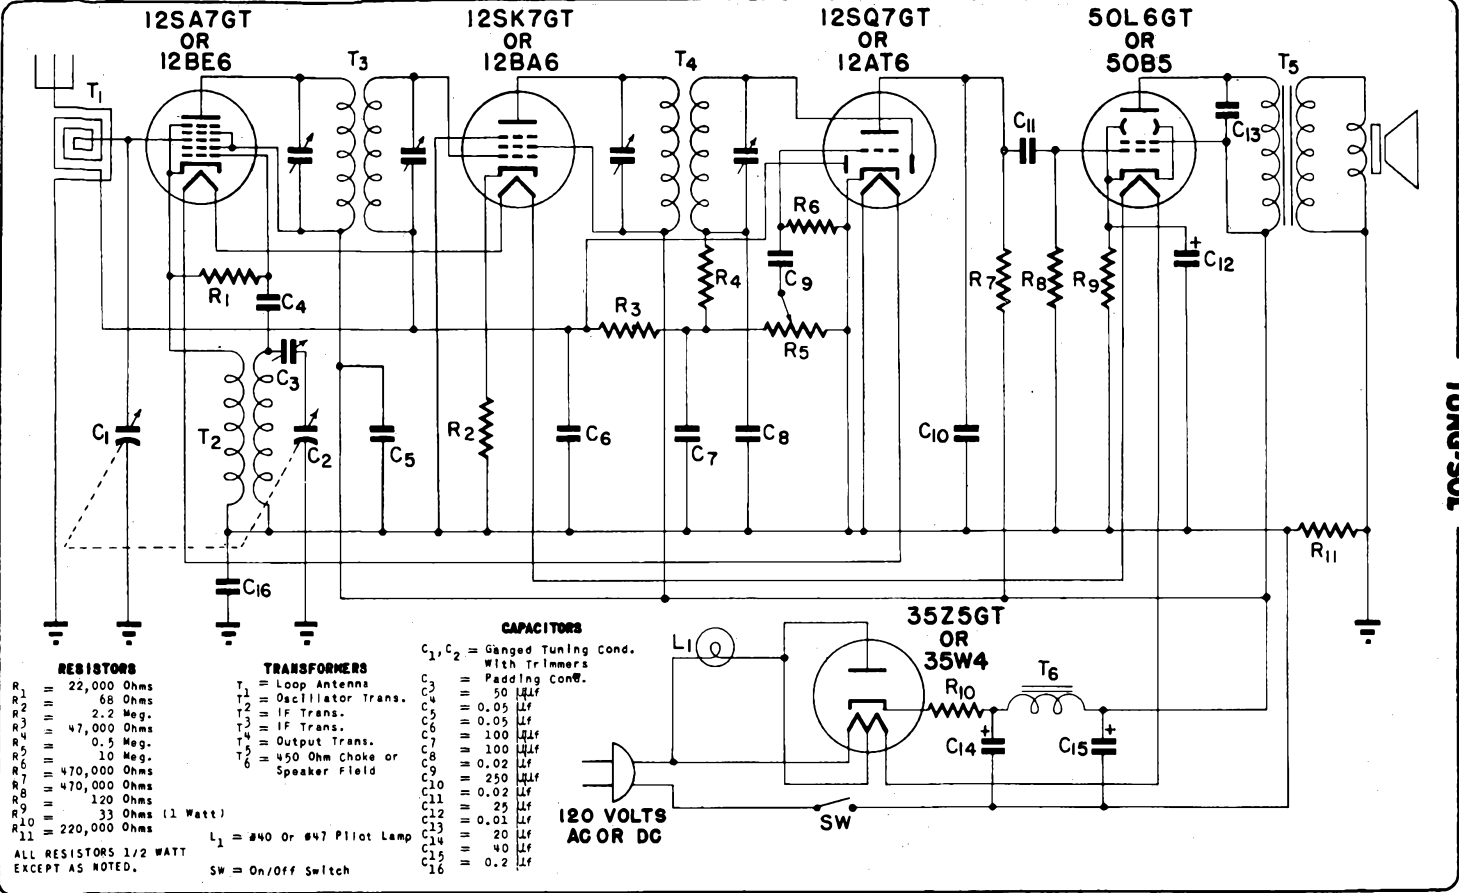 12SA7GT
OR
12BE6
12SK7GT
OR
12BA6
12SQ7GT
OR
12AT6
50L6GT
OR
50B5
T1
T3
T4
T5
C11
C13
R6
R1
C4
R4
C9
R7
R8
R9
C12
R3
R5
C3
C1
T2
C2
C5
R2
C6
C7
C8
C10
TUNG-SOL
R11
C16
35Z5GT
OR
35W4
L1
R10
T6
C14
C15
120 VOLTS
AC OR DC
SW
RESISTORS
R1 = 22,000 Ohms
R2 = 68 Ohms
R3 = 2.2 Meg.
R4 = 47,000 Ohms
R5 = 0.5 Meg.
R6 = 10 Meg.
R7 = 470,000 Ohms
R8 = 470,000 Ohms
R9 = 120 Ohms
R10 = 33 Ohms (1 Watt)
R11 = 220,000 Ohms
ALL RESISTORS 1/2 WATT
EXCEPT AS NOTED.
TRANSFORMERS
T1 = Loop Antenna
T2 = Oscillator Trans.
T3 = IF Trans.
T4 = IF Trans.
T5 = Output Trans.
T6 = 450 Ohm Choke or
Speaker Field
L1 = #40 Or #47 Pilot Lamp
SW = On/Off Switch
CAPACITORS
C1, C2 = Ganged Tuning Cond.
With Trimmers
C3 = Padding Cond.
C4 = 50 μμf
C5 = 0.05 μf
C6 = 0.05 μf
C7 = 100 μμf
C8 = 100 μμf
C9 = 0.02 μf
C10 = 250 μμf
C11 = 0.02 μf
C12 = 25 μf
C13 = 0.01 μf
C14 = 20 μf
C15 = 40 μf
C16 = 0.2 μf